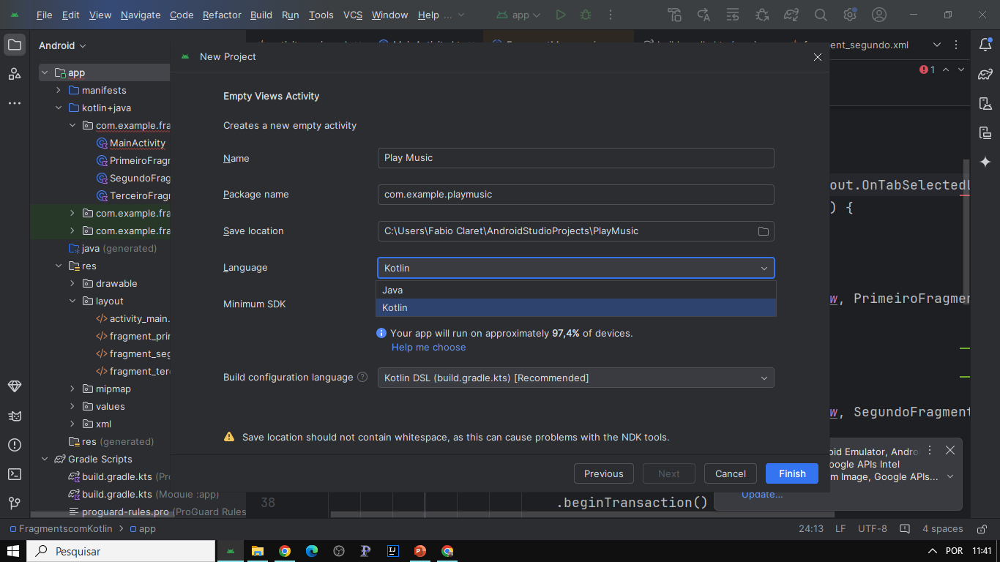 File Edit View Navigate Code Refactor Build Run Tools VCS Window Help ... app
Android
fragment_segundo.xml
app
manifests
kotlin+java
com.example.fra
MainActivity
PrimeiroFragr
SegundoFrag
TerceiroFragr
com.example.fra
com.example.fra
java (generated)
res
drawable
layout
activity_main.
fragment_prir
fragment_seg
fragment_ter
mipmap
values
xml
res (generated)
Gradle Scripts
build.gradle.kts (Pro
build.gradle.kts (Module :app)
proguard-rules.pro (ProGuard Rules
New Project
Empty Views Activity
Creates a new empty activity
Name
Play Music
Package name
com.example.playmusic
Save location
C:\Users\Fabio Claret\AndroidStudioProjects\PlayMusic
Language
Kotlin
Java
Kotlin
Minimum SDK
Your app will run on approximately 97,4% of devices.
Help me choose
Build configuration language
Kotlin DSL (build.gradle.kts) [Recommended]
Save location should not contain whitespace, as this can cause problems with the NDK tools.
Previous Next Cancel Finish
1
out.OnTabSelectedL
) {
w, PrimeiroFragmen
w, SegundoFragment
oid Emulator, Andro
oogle APIs Intel
m Image, Google APIs...
Update...
38 .beginTransaction()
FragmentscomKotlin > app
24:13 LF UTF-8 4 spaces
Pesquisar
POR 11:41